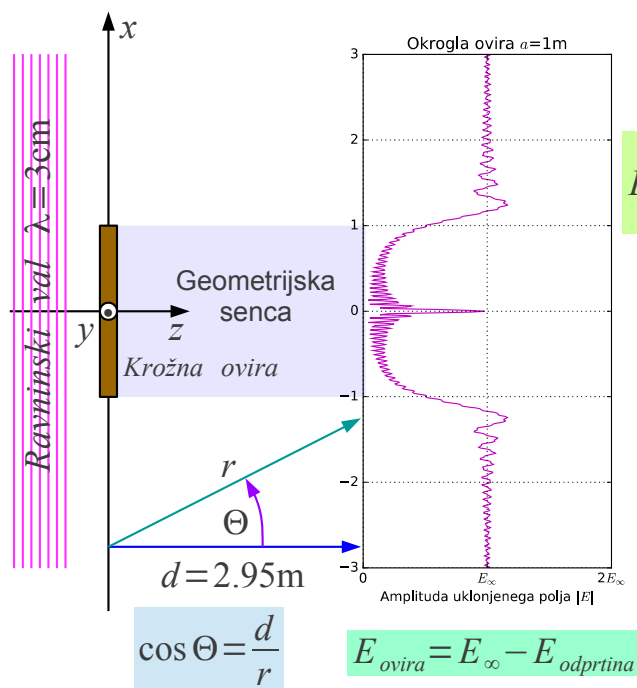 x
Okrogla ovira a=1m
Ravninski val λ=3cm
3
2
1
0
−1
−2
−3
E
Geometrijska
senca
y
z
Krožna ovira
r
Θ
d=2.95m
0
E∞
2E∞
Amplituda uklonjenega polja |E|
cos Θ = d/r
E_ovira = E∞ − E_odprtina